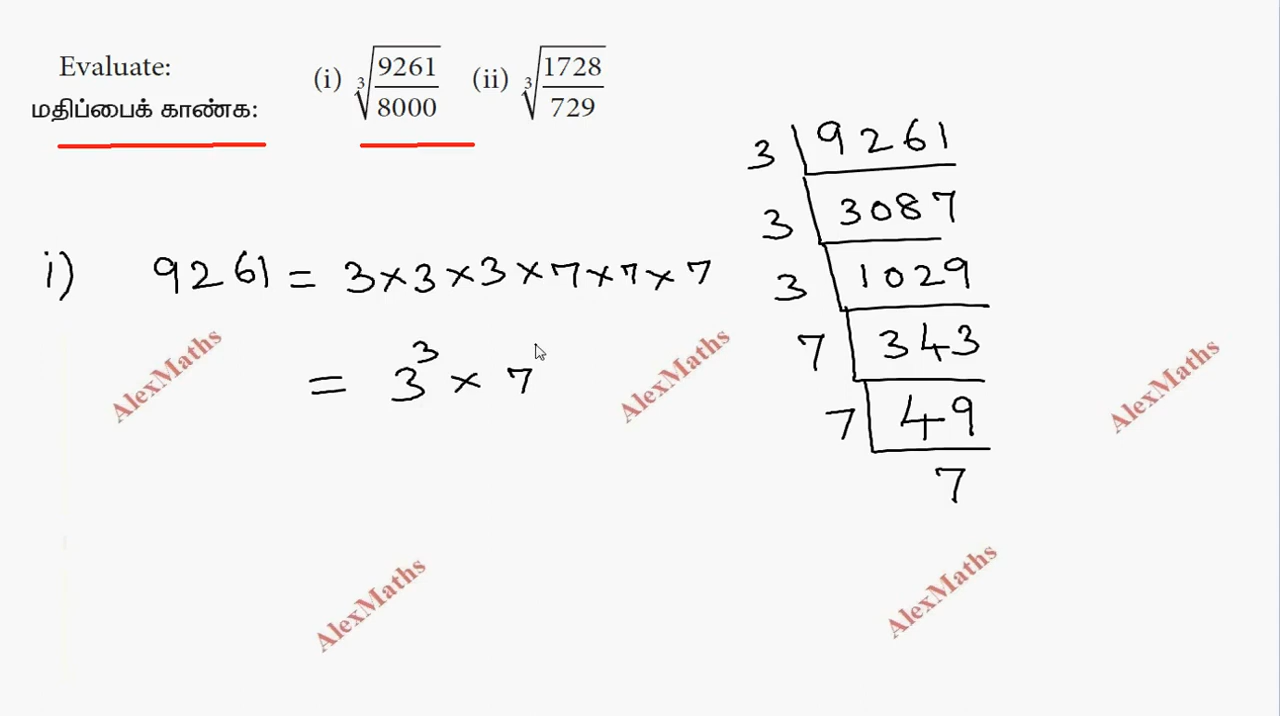 Evaluate: (i) ∛(9261/8000) (ii) ∛(1728/729)
மதிப்பைக் காண்க:
i) 9261 = 3×3×3×7×7×7
= 3³ × 7
3 | 9261
3 | 3087
3 | 1029
7 | 343
7 | 49
7
AlexMaths
AlexMaths
AlexMaths
AlexMaths
AlexMaths